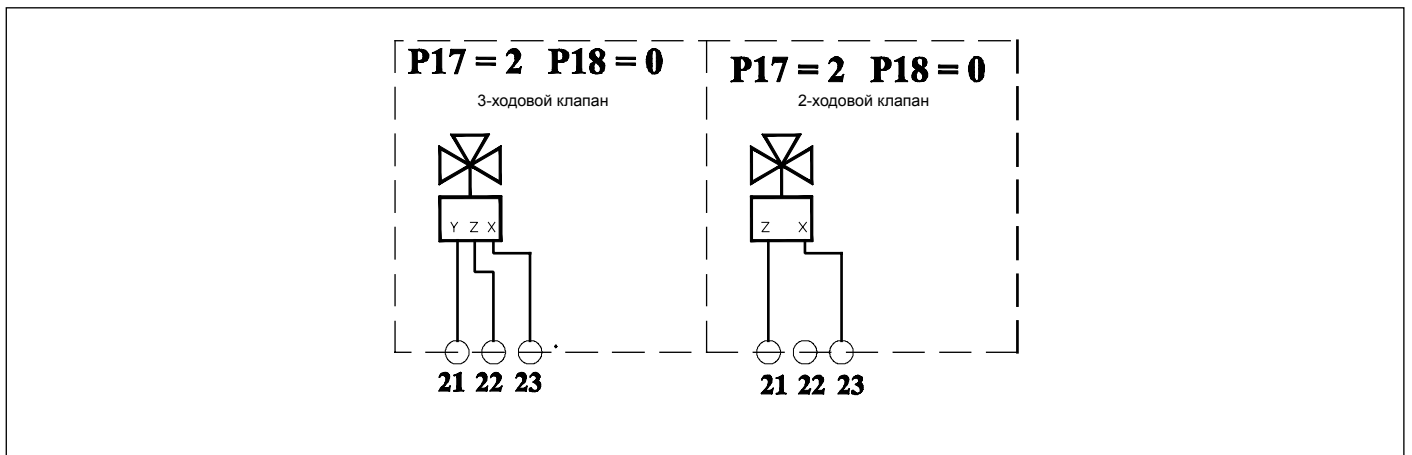 P17 = 2 P18 = 0
3-ходовой клапан
Y Z X
21 22 23
P17 = 2 P18 = 0
2-ходовой клапан
Z X
21 22 23